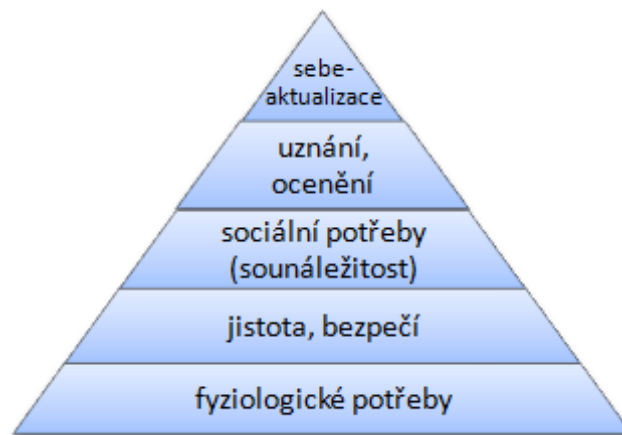 sebe-
aktualizace
uznání,
ocenění
sociální potřeby
(sounáležitost)
jistota, bezpečí
fyziologické potřeby